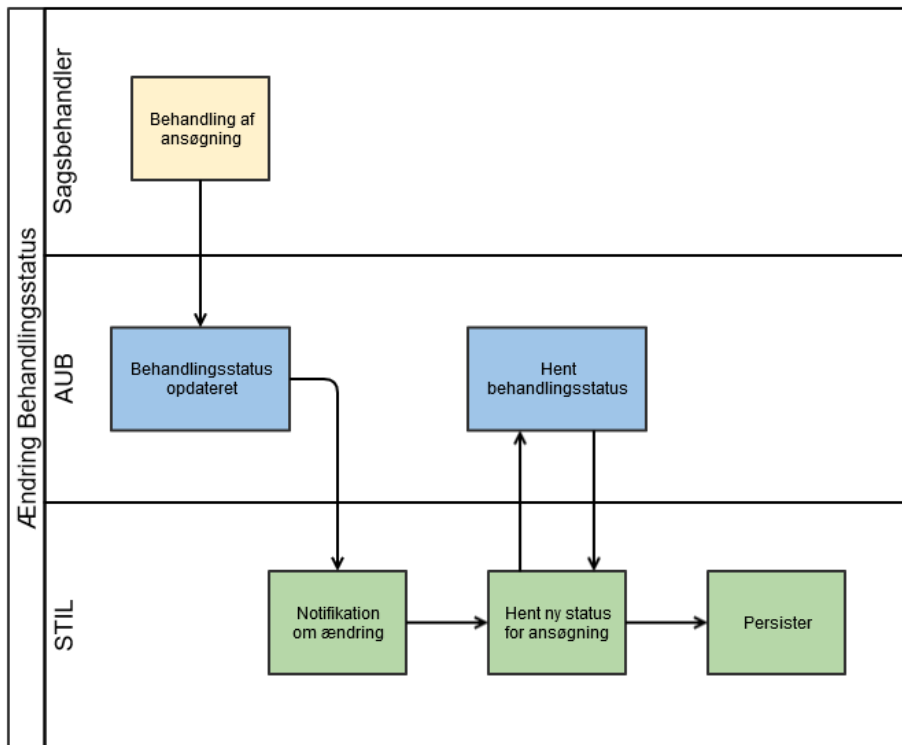 Ændring Behandlingsstatus
Sagsbehandler
Behandling af
ansøgning
AUB
Behandlingsstatus
opdateret
Hent
behandlingsstatus
STIL
Notifikation
om ændring
Hent ny status
for ansøgning
Persister